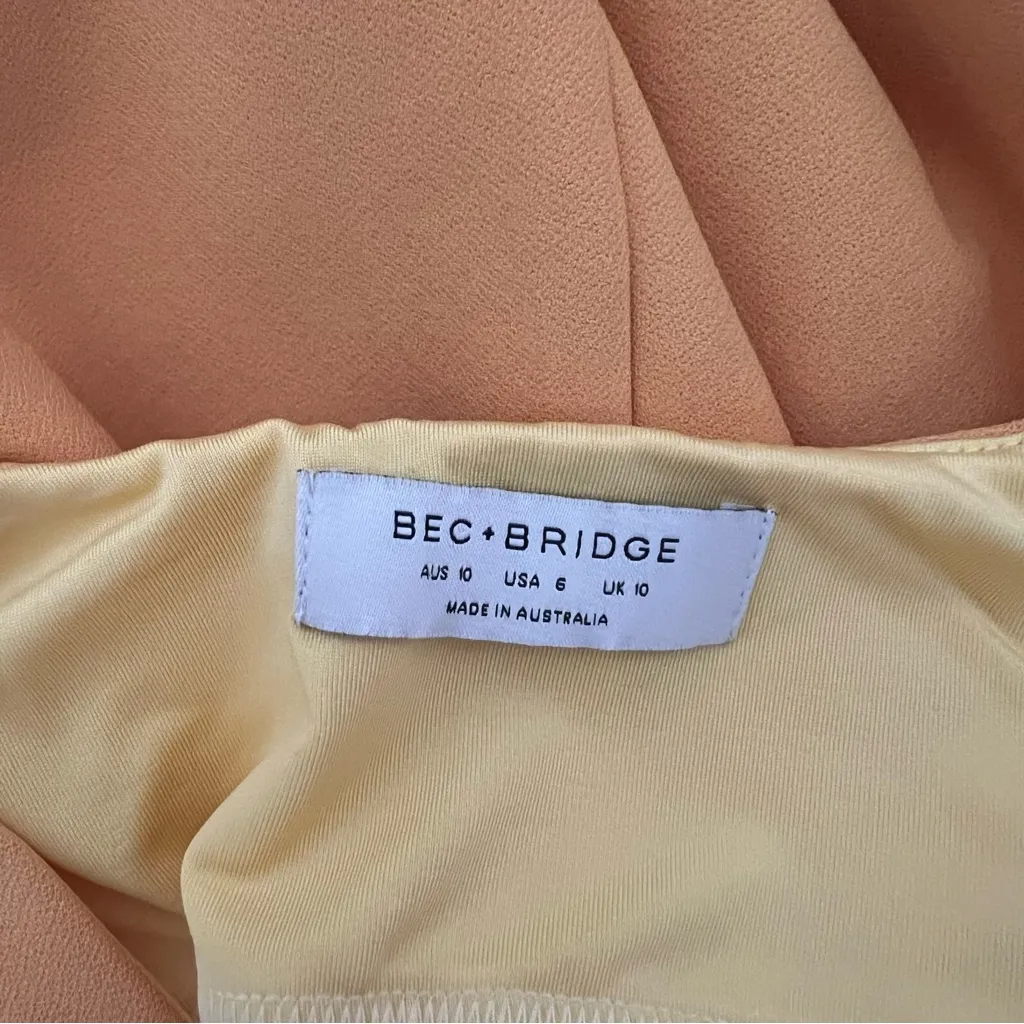 BEC+BRIDGE
AUS 10 USA 6 UK 10
MADE IN AUSTRALIA